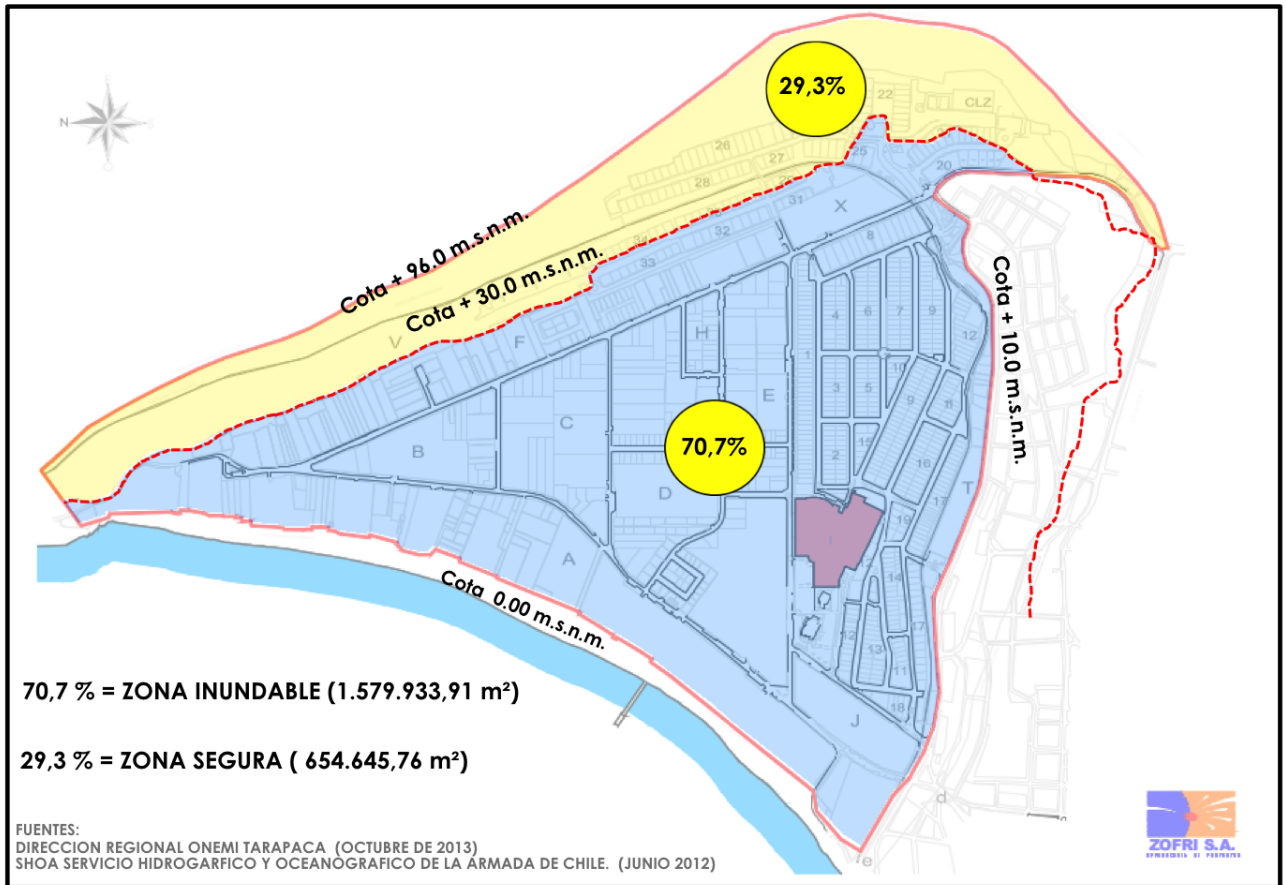 29,3%
N
22
CLZ
26
25
27
20
28
31
X
32
8
33
Cota + 96.0 m.s.n.m.
Cota + 30.0 m.s.n.m.
Cota + 10.0 m.s.n.m.
V
F
H
4
6
7
9
12
1
E
10
3
5
9
11
C
B
70,7%
15
2
16
D
17
T
19
I
A
14
Cota 0.00 m.s.n.m.
12
13
17
11
18
J
70,7 % = ZONA INUNDABLE (1.579.933,91 m²)
29,3 % = ZONA SEGURA ( 654.645,76 m²)
d
e
FUENTES:
DIRECCION REGIONAL ONEMI TARAPACA (OCTUBRE DE 2013)
SHOA SERVICIO HIDROGARFICO Y OCEANOGRAFICO DE LA ARMADA DE CHILE. (JUNIO 2012)
ZOFRI S.A.